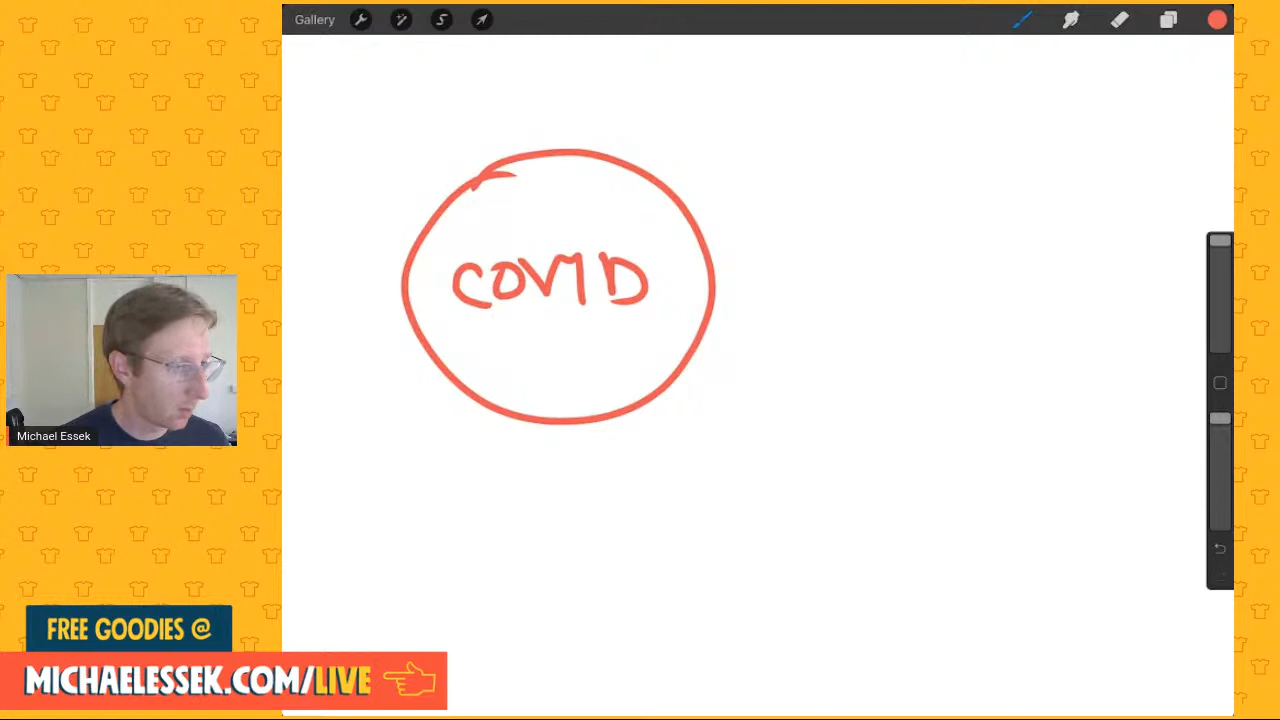 Gallery
COVID
Michael Essek
FREE GOODIES @
MICHAELESSEK.COM/LIVE